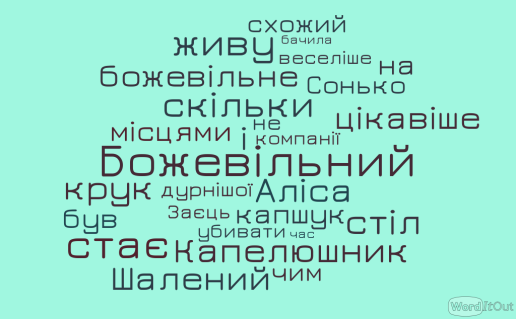 схожий
живу бачила
веселіше
божевільне на
Сонько
скільки
не цікавіше
місцями і компанії
Божевільний
крук дурнішої Аліса
Заєць капшук
був стіл
убивати час
стає Капелюшник
Шалений чим
WordItOut